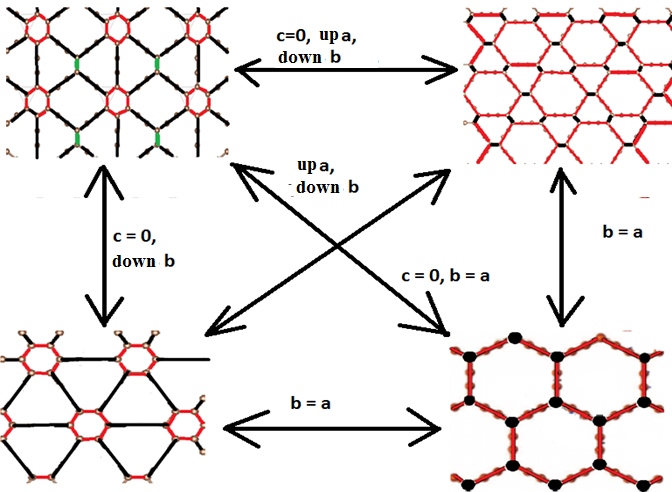 c=0, up a,
down b
up a,
down b
c = 0,
down b
b = a
c = 0, b = a
b = a